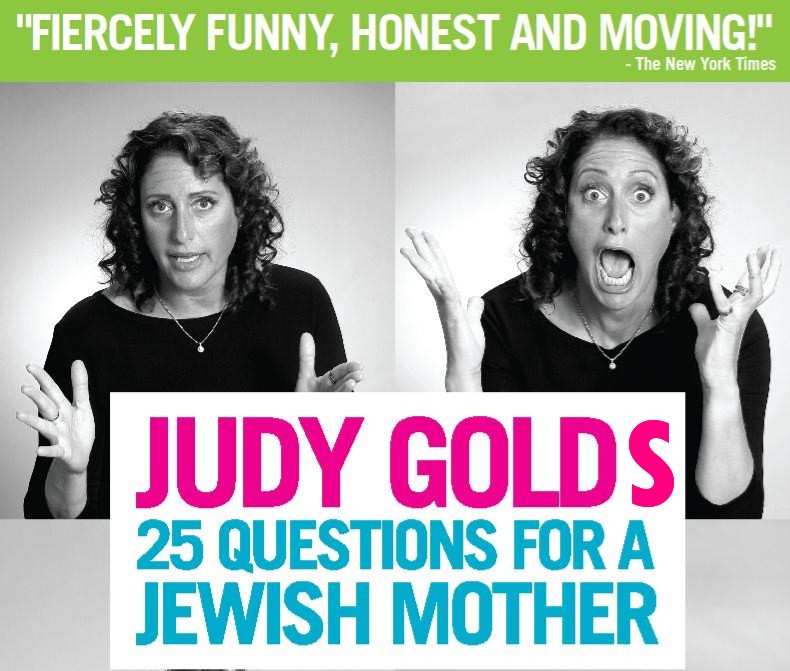 "FIERCELY FUNNY, HONEST AND MOVING!"
- The New York Times
JUDY GOLDS
25 QUESTIONS FOR A
JEWISH MOTHER